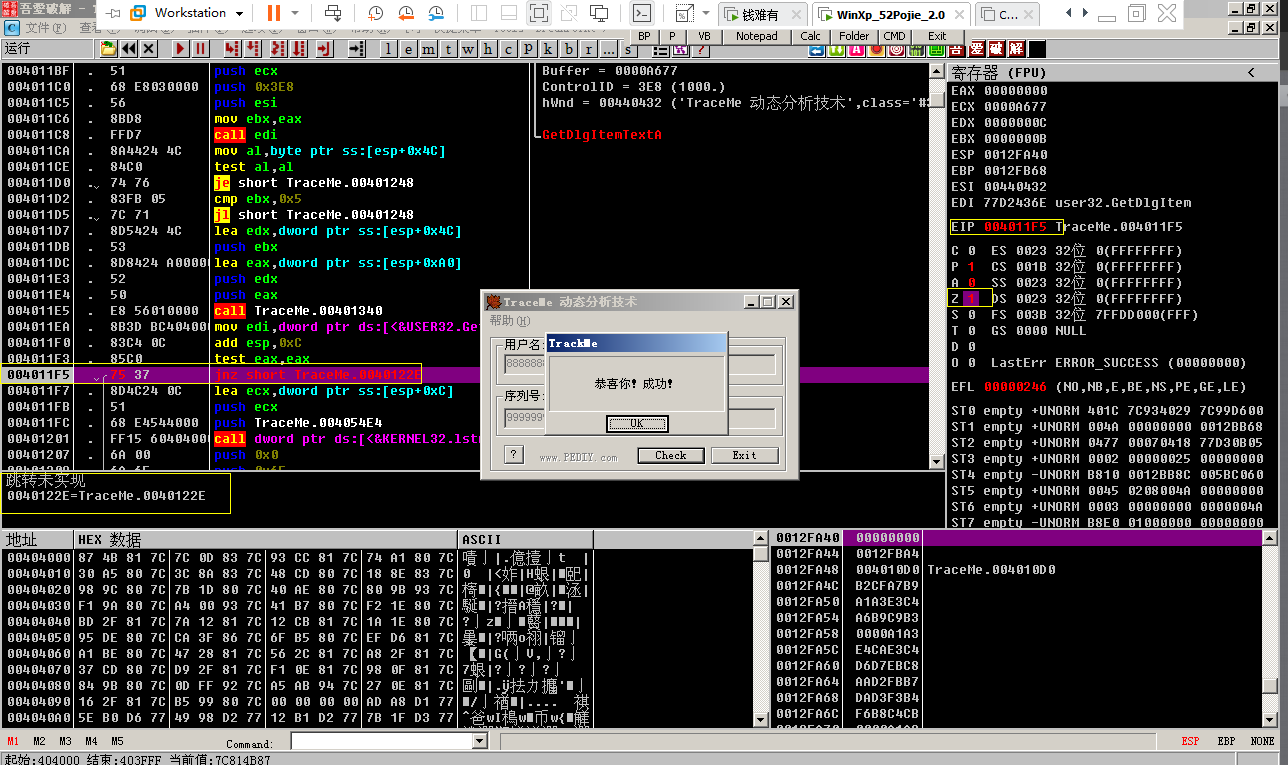 吾愛破解
Workstation
钱雅有
WinXp_52Pojie_2.0
C...
文件(F)
BP P VB Notepad Calc Folder CMD Exit
运行
l e m t w h c p k b r ... s
吾 愛 破 解
004011BF . 51 push ecx
004011C0 . 68 E8030000 push 0x3E8
004011C5 . 56 push esi
004011C6 . 8BD8 mov ebx,eax
004011C8 . FFD7 call edi
004011CA . 8A4424 4C mov al,byte ptr ss:[esp+0x4C]
004011CE . 84C0 test al,al
004011D0 . 74 76 je short TraceMe.00401248
004011D2 . 83FB 05 cmp ebx,0x5
004011D5 . 7C 71 jl short TraceMe.00401248
004011D7 . 8D5424 4C lea edx,dword ptr ss:[esp+0x4C]
004011DB . 53 push ebx
004011DC . 8D8424 A00000 lea eax,dword ptr ss:[esp+0xA0]
004011E3 . 52 push edx
004011E4 . 50 push eax
004011E5 . E8 56010000 call TraceMe.00401340
004011EA . 8B3D BC4040 mov edi,dword ptr ds:[<&USER32.Ge
004011F0 . 83C4 0C add esp,0xC
004011F3 . 85C0 test eax,eax
004011F5 75 37 jnz short TraceMe.0040122E
004011F7 . 8D4C24 0C lea ecx,dword ptr ss:[esp+0xC]
004011FB . 51 push ecx
004011FC . 68 E4544000 push TraceMe.004054E4
00401201 . FF15 604040 call dword ptr ds:[<&KERNEL32.lst
00401207 . 6A 00 push 0x0
Buffer = 0000A677
ControlID = 3E8 (1000.)
hWnd = 00440432 ('TraceMe 动态分析技术',class='#3
GetDlgItemTextA
跳转未实现
0040122E=TraceMe.0040122E
寄存器 (FPU) <
EAX 00000000
ECX 0000A677
EDX 0000000C
EBX 0000000B
ESP 0012FA40
EBP 0012FB68
ESI 00440432
EDI 77D2436E user32.GetDlgItem
EIP 004011F5 TraceMe.004011F5
C 0 ES 0023 32位 0(FFFFFFFF)
P 1 CS 001B 32位 0(FFFFFFFF)
A 0 SS 0023 32位 0(FFFFFFFF)
Z 1 DS 0023 32位 0(FFFFFFFF)
S 0 FS 003B 32位 7FFDD000(FFF)
T 0 GS 0000 NULL
D 0
O 0 LastErr ERROR_SUCCESS (00000000)
EFL 00000246 (NO,NB,E,BE,NS,PE,GE,LE)
ST0 empty +UNORM 401C 7C934029 7C99D600
ST1 empty +UNORM 004A 00000000 0012BB68
ST2 empty +UNORM 0477 00070418 77D30B05
ST3 empty +UNORM 0002 00000025 00000000
ST4 empty -UNORM B810 0012BB8C 005BC060
ST5 empty +UNORM 0045 0208004A 00000000
ST6 empty +UNORM 0003 00000000 0000004A
ST7 empty -UNORM B8E0 01000000 00000000
TraceMe 动态分析技术
帮助(H)
用户名:
序列号:
TrackMe
恭喜你! 成功!
OK
? www.PEDIY.com Check Exit
地址 HEX 数据 ASCII
00404000 87 4B 81 7C 7C 0D 83 7C 93 CC 81 7C 74 A1 80 7C
00404010 30 A5 80 7C 3C 8A 83 7C 48 CD 80 7C 18 8E 83 7C
00404020 98 9C 80 7C 7B 1D 80 7C 40 AE 80 7C 80 9B 93 7C
00404030 F1 9A 80 7C A4 00 93 7C 41 B7 80 7C F2 1E 80 7C
00404040 BD 2F 81 7C 7A 12 81 7C 12 CB 81 7C 1A 1E 80 7C
00404050 95 DE 80 7C CA 3F 86 7C 6F B5 80 7C EF D6 81 7C
00404060 A1 BE 80 7C 47 28 81 7C 56 2C 81 7C A8 2F 81 7C
00404070 37 CD 80 7C D9 2F 81 7C F1 0E 81 7C 98 0F 81 7C
00404080 84 9B 80 7C 0D FF 92 7C A5 AB 94 7C 27 0E 81 7C
00404090 16 2F 81 7C B5 99 80 7C 00 00 00 00 AD A8 D1 77
004040A0 5E B0 D6 77 49 98 D2 77 12 B1 D2 77 7B 1F D3 77
0012FA40 00000000
0012FA44 0012FBA4
0012FA48 004010D0 TraceMe.004010D0
0012FA4C B2CFA7B9
0012FA50 A1A3E3C4
0012FA54 A6B9C9B3
0012FA58 0000A1A3
0012FA5C E4CAE3C4
0012FA60 D6D7EBC8
0012FA64 AAD2FBB7
0012FA68 DAD3F3B4
0012FA6C F6B8C4CB
M1 M2 M3 M4 M5 Command: ESP EBP NONE
起始:404000 结束:403FFF 当前值:7C814B87